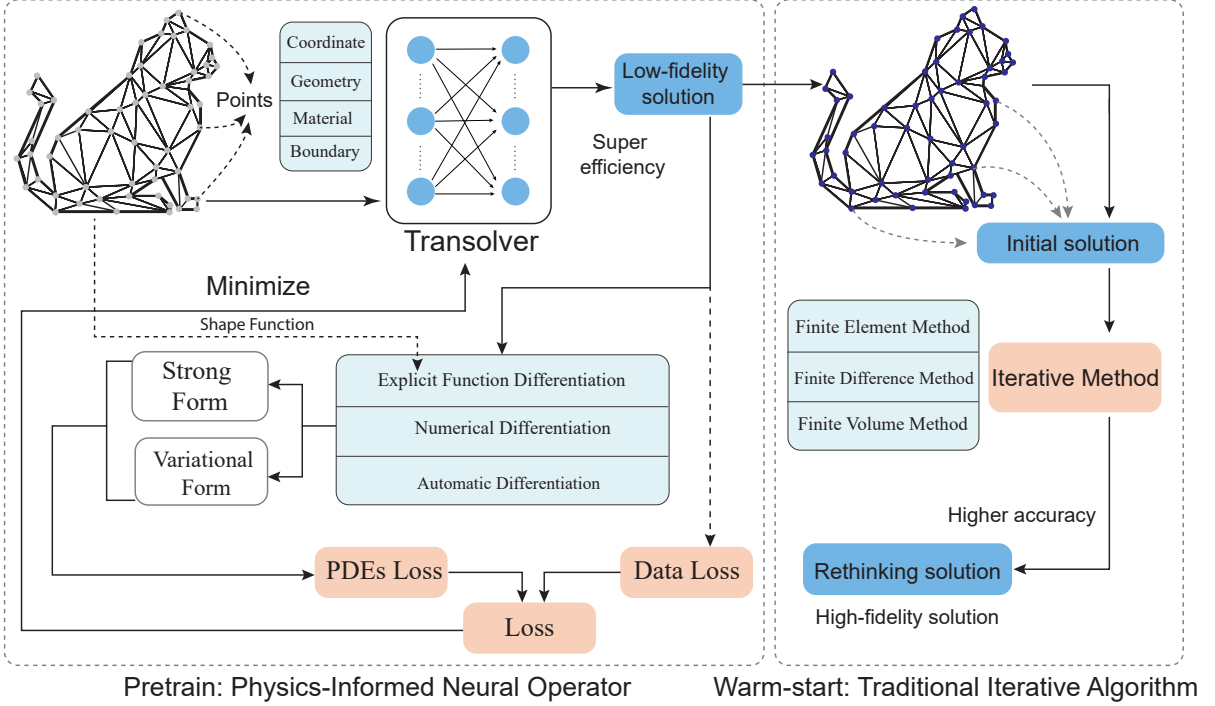 Points
Coordinate
Geometry
Material
Boundary
Transolver
Low-fidelity
solution
Super
efficiency
Minimize
Shape Function
Strong
Form
Variational
Form
Explicit Function Differentiation
Numerical Differentiation
Automatic Differentiation
PDEs Loss
Data Loss
Loss
Pretrain: Physics-Informed Neural Operator
Initial solution
Finite Element Method
Finite Difference Method
Finite Volume Method
Iterative Method
Higher accuracy
Rethinking solution
High-fidelity solution
Warm-start: Traditional Iterative Algorithm